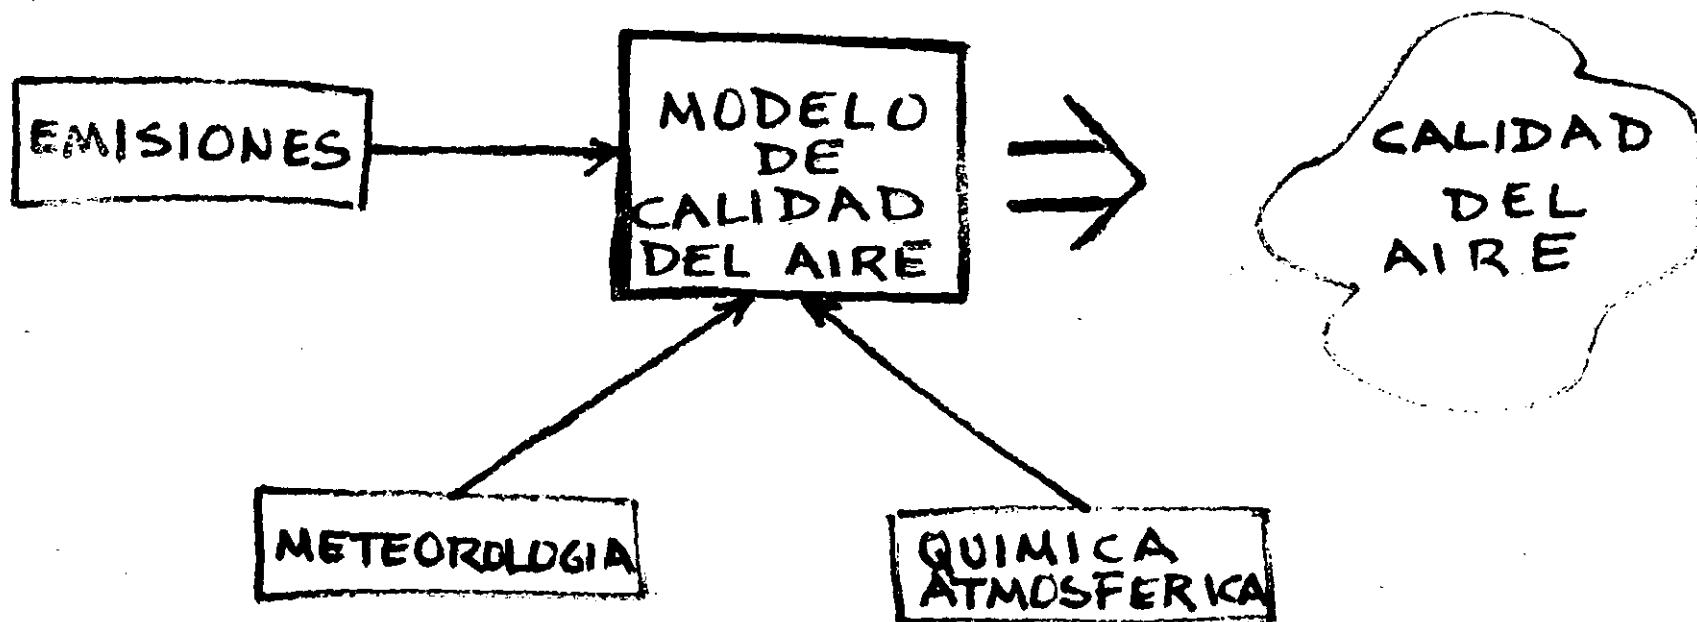 EMISIONES
MODELO
DE
CALIDAD
DEL AIRE
CALIDAD
DEL
AIRE
METEOROLOGIA
QUIMICA
ATMOSFERICA